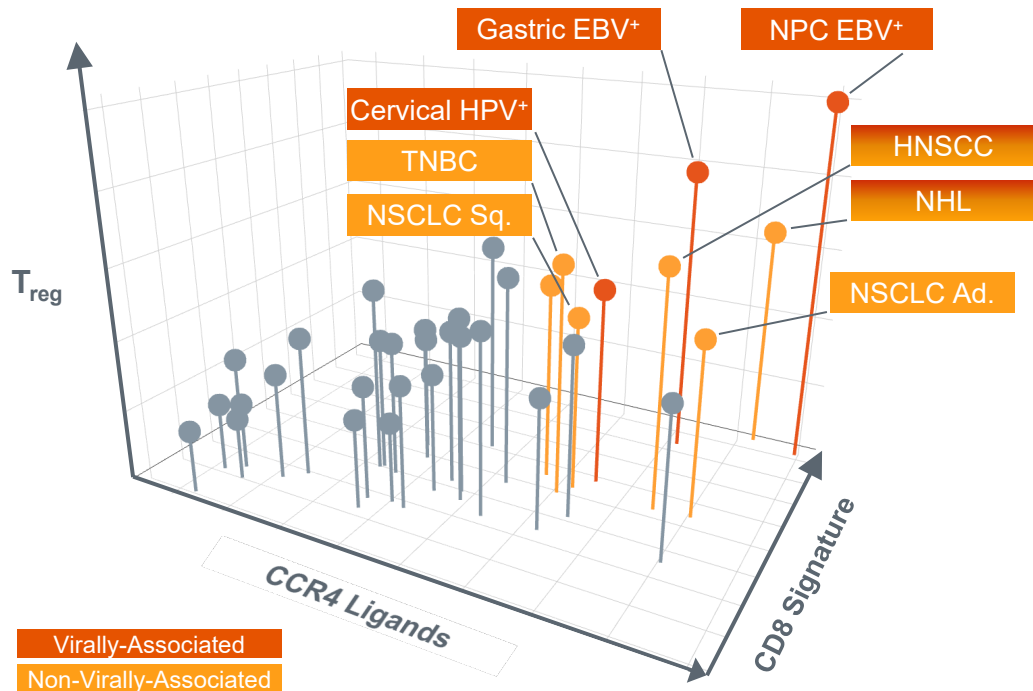 Gastric EBV⁺
NPC EBV⁺
Cervical HPV⁺
TNBC
NSCLC Sq.
HNSCC
NHL
NSCLC Ad.
Treg
CCR4 Ligands
CD8 Signature
Virally-Associated
Non-Virally-Associated